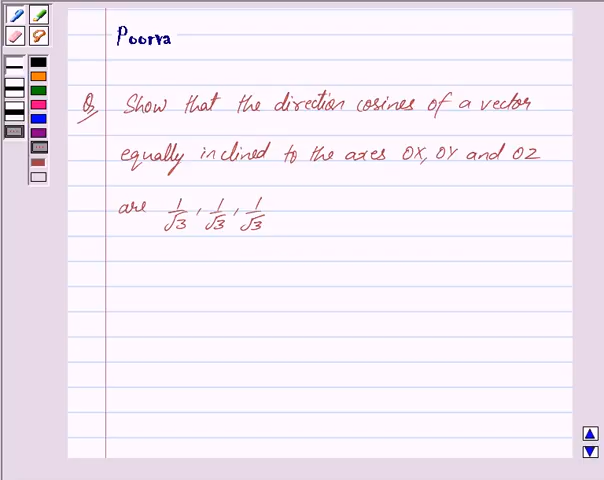 Poorva
Q, Show that the direction cosines of a vector
equally inclined to the axes OX, OY and OZ
are 1/√3, 1/√3, 1/√3